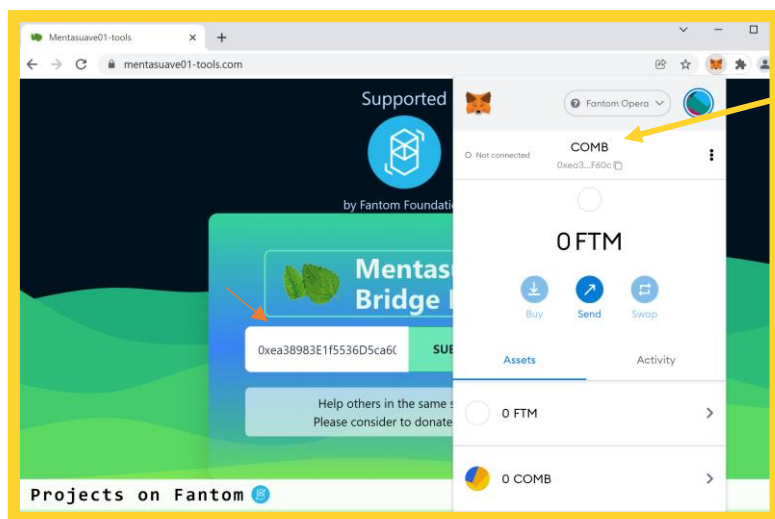 Mentasuave01-tools
mentasuave01-tools.com
Supported
by Fantom Foundati
Mentas
Bridge
0xea38983E1f5536D5ca6(
SUE
Help others in the same s
Please consider to donate
Projects on Fantom
Fantom Opera
Not connected
COMB
0xea3...F60c
0 FTM
Buy
Send
Swap
Assets
Activity
0 FTM
0 COMB